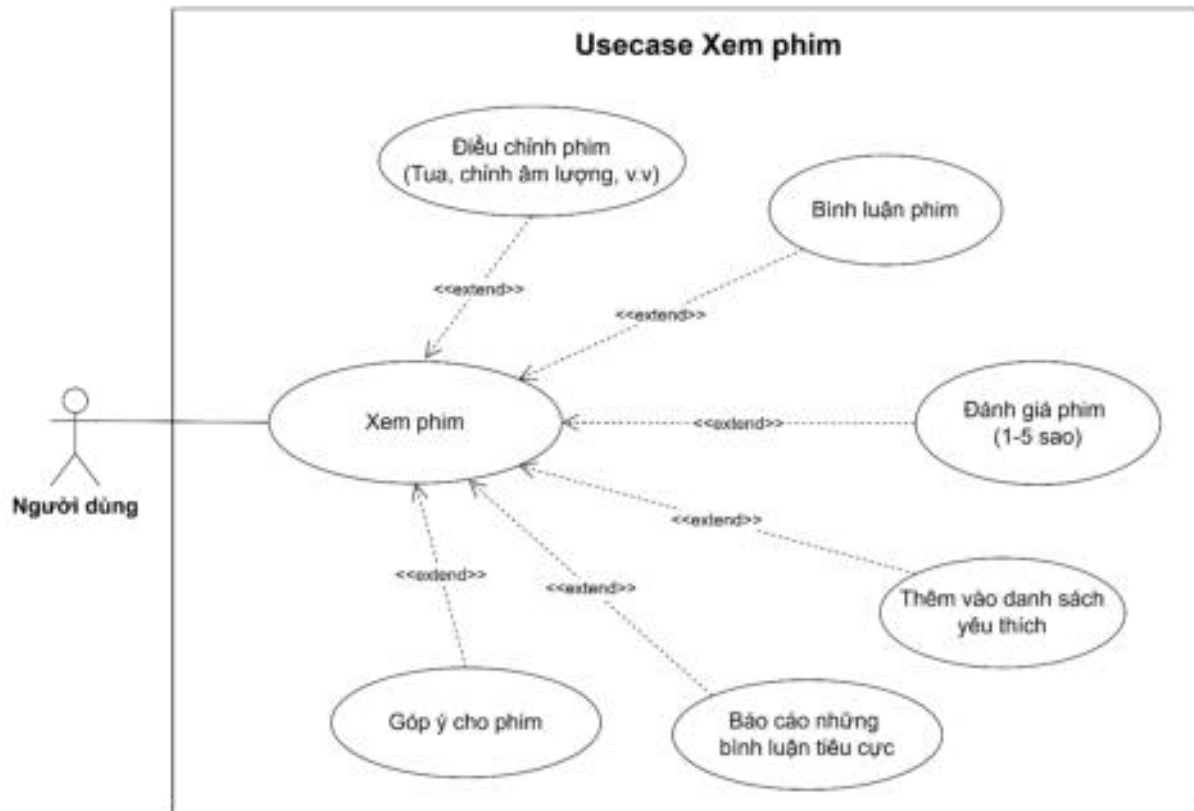 Usecase Xem phim
Điều chỉnh phim
(Tua, chỉnh âm lượng, v.v)
Bình luận phim
<<extend>>
<<extend>>
Xem phim
<<extend>>
Đánh giá phim
(1-5 sao)
Người dùng
<<extend>>
<<extend>>
<<extend>>
Thêm vào danh sách
yêu thích
Góp ý cho phim
Báo cáo những
bình luận tiêu cực